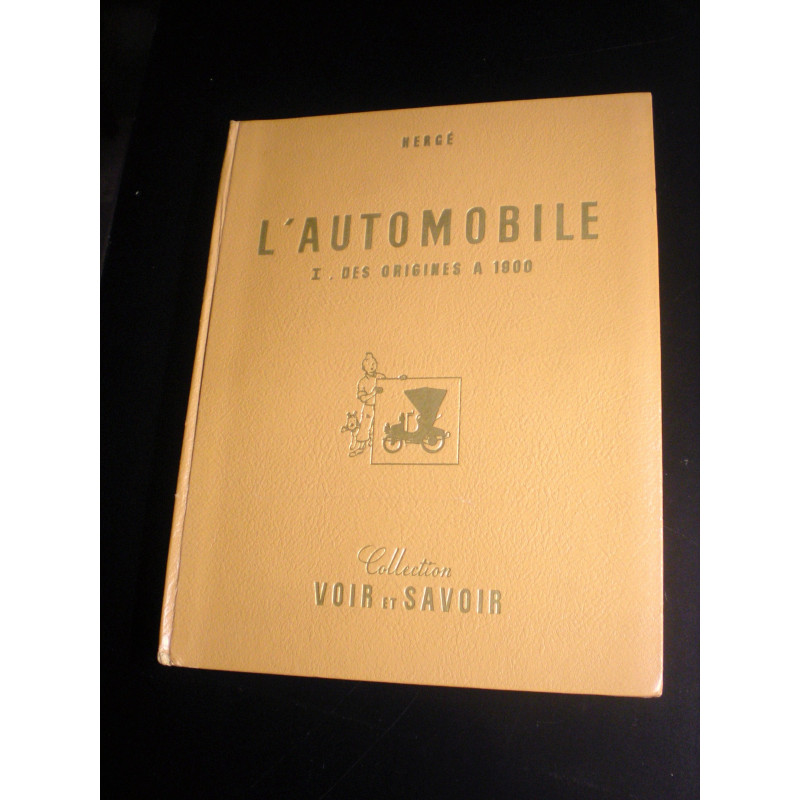 HERGÉ
L'AUTOMOBILE
I. DES ORIGINES A 1900
Collection
VOIR ET SAVOIR